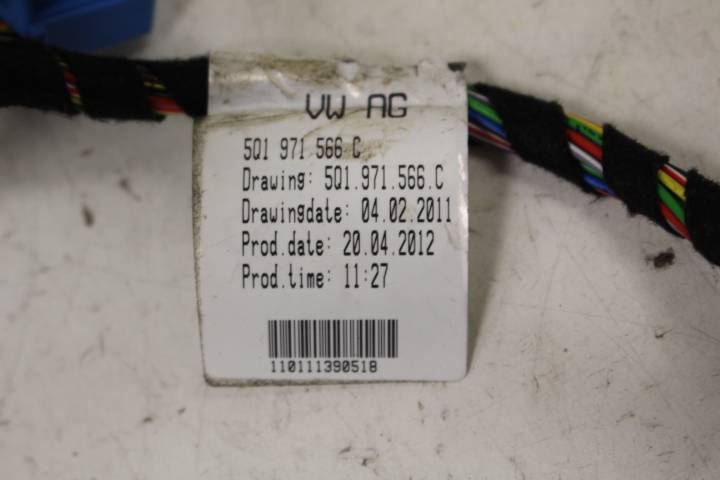 VW AG
5Q1 971 566 C
Drawing: 5Q1.971.566.C
Drawingdate: 04.02.2011
Prod.date: 20.04.2012
Prod.time: 11:27
110111390518